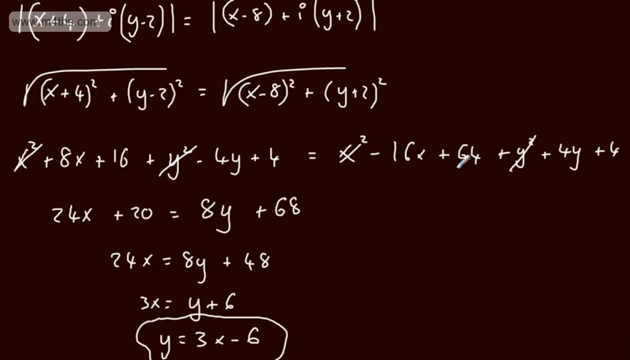 |(x+4)+i(y-2)| = |(x-8)+i(y+2)|
√(x+4)² + (y-2)² = √(x-8)² + (y+2)²
x² + 8x + 16 + y² - 4y + 4 = x² - 16x + 64 + y² + 4y + 4
24x + 20 = 8y + 68
24x = 8y + 48
3x = y + 6
y = 3x - 6